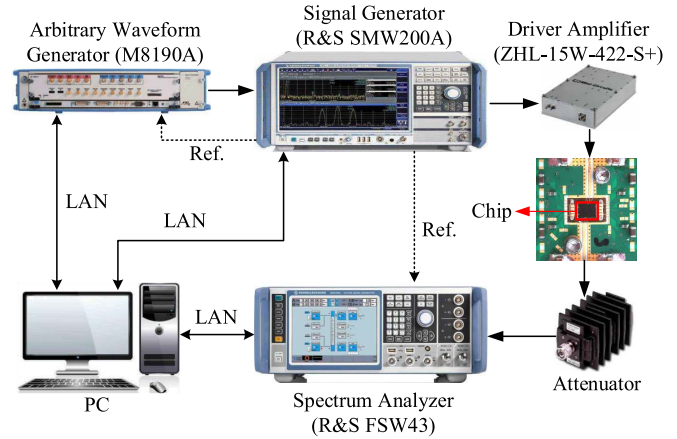 Arbitrary Waveform
Generator (M8190A)
Signal Generator
(R&S SMW200A)
Driver Amplifier
(ZHL-15W-422-S+)
Ref.
LAN
LAN
Ref.
Chip
LAN
PC
Spectrum Analyzer
(R&S FSW43)
Attenuator